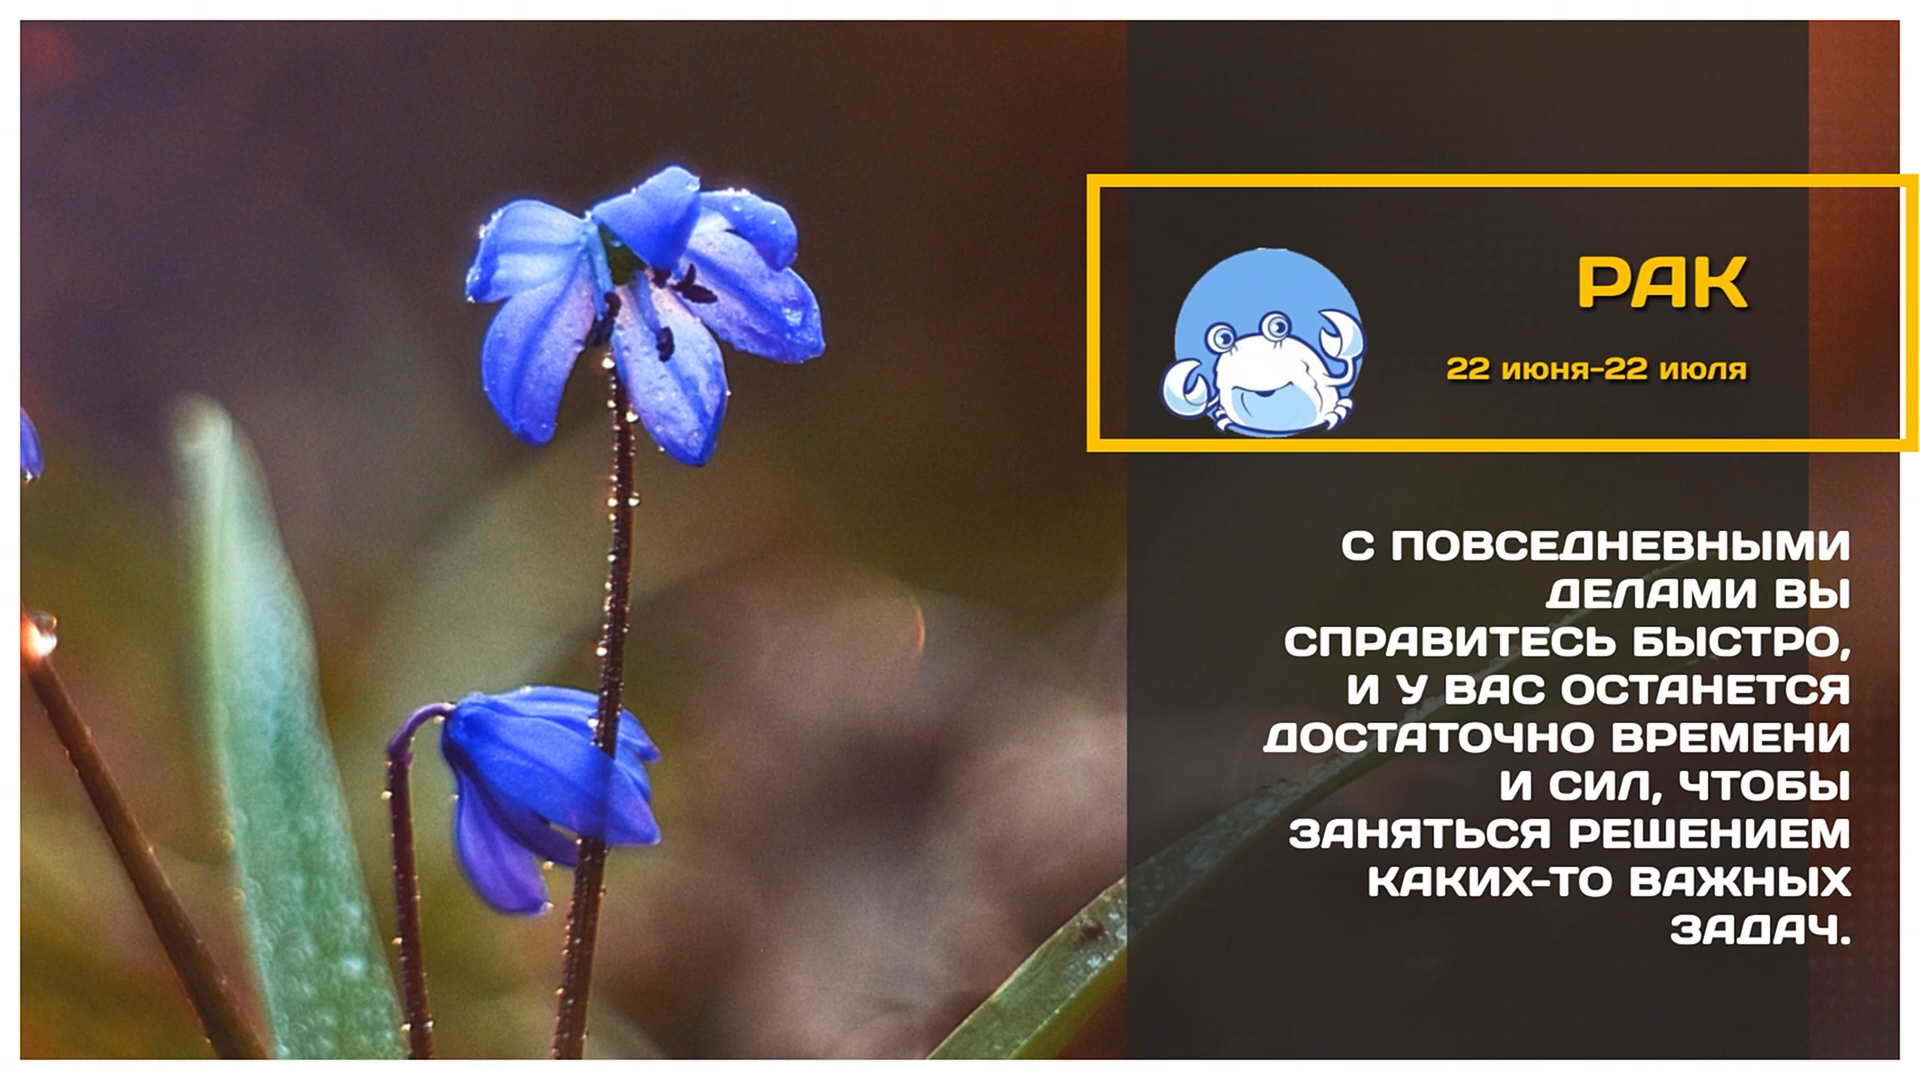 РАК
22 июня-22 июля
С ПОВСЕДНЕВНЫМИ
ДЕЛАМИ ВЫ
СПРАВИТЕСЬ БЫСТРО,
И У ВАС ОСТАНЕТСЯ
ДОСТАТОЧНО ВРЕМЕНИ
И СИЛ, ЧТОБЫ
ЗАНЯТЬСЯ РЕШЕНИЕМ
КАКИХ-ТО ВАЖНЫХ
ЗАДАЧ.